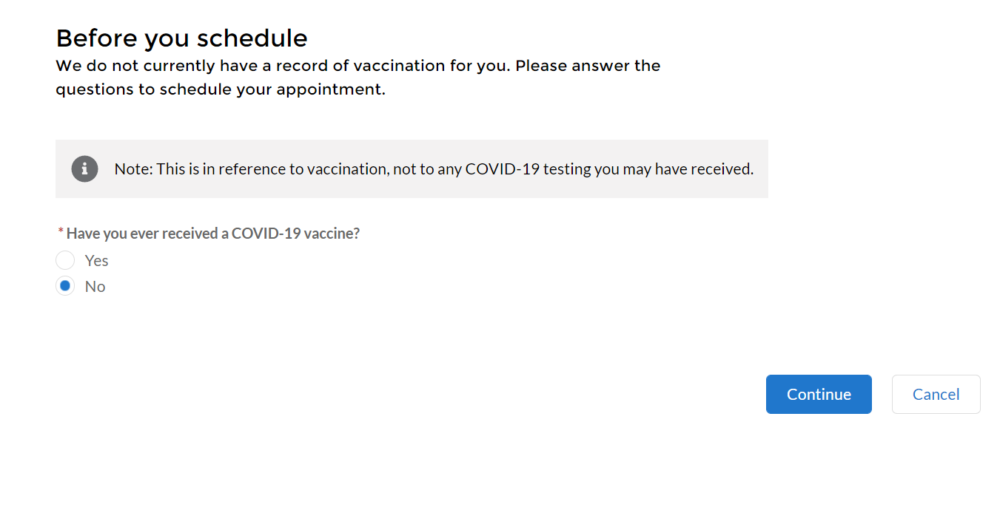 Before you schedule
We do not currently have a record of vaccination for you. Please answer the
questions to schedule your appointment.
Note: This is in reference to vaccination, not to any COVID-19 testing you may have received.
* Have you ever received a COVID-19 vaccine?
Yes
No
Continue
Cancel